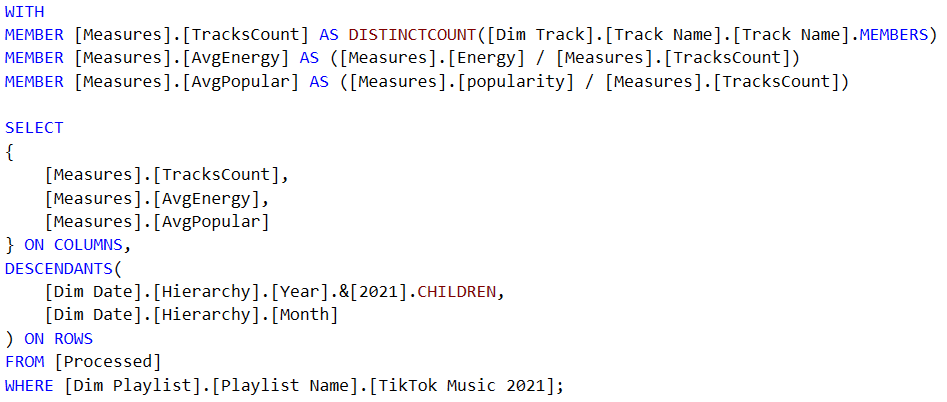 WITH
MEMBER [Measures].[TracksCount] AS DISTINCTCOUNT([Dim Track].[Track Name].[Track Name].MEMBERS)
MEMBER [Measures].[AvgEnergy] AS ([Measures].[Energy] / [Measures].[TracksCount])
MEMBER [Measures].[AvgPopular] AS ([Measures].[popularity] / [Measures].[TracksCount])

SELECT
{
    [Measures].[TracksCount],
    [Measures].[AvgEnergy],
    [Measures].[AvgPopular]
} ON COLUMNS,
DESCENDANTS(
    [Dim Date].[Hierarchy].[Year].&[2021].CHILDREN,
    [Dim Date].[Hierarchy].[Month]
) ON ROWS
FROM [Processed]
WHERE [Dim Playlist].[Playlist Name].[TikTok Music 2021];